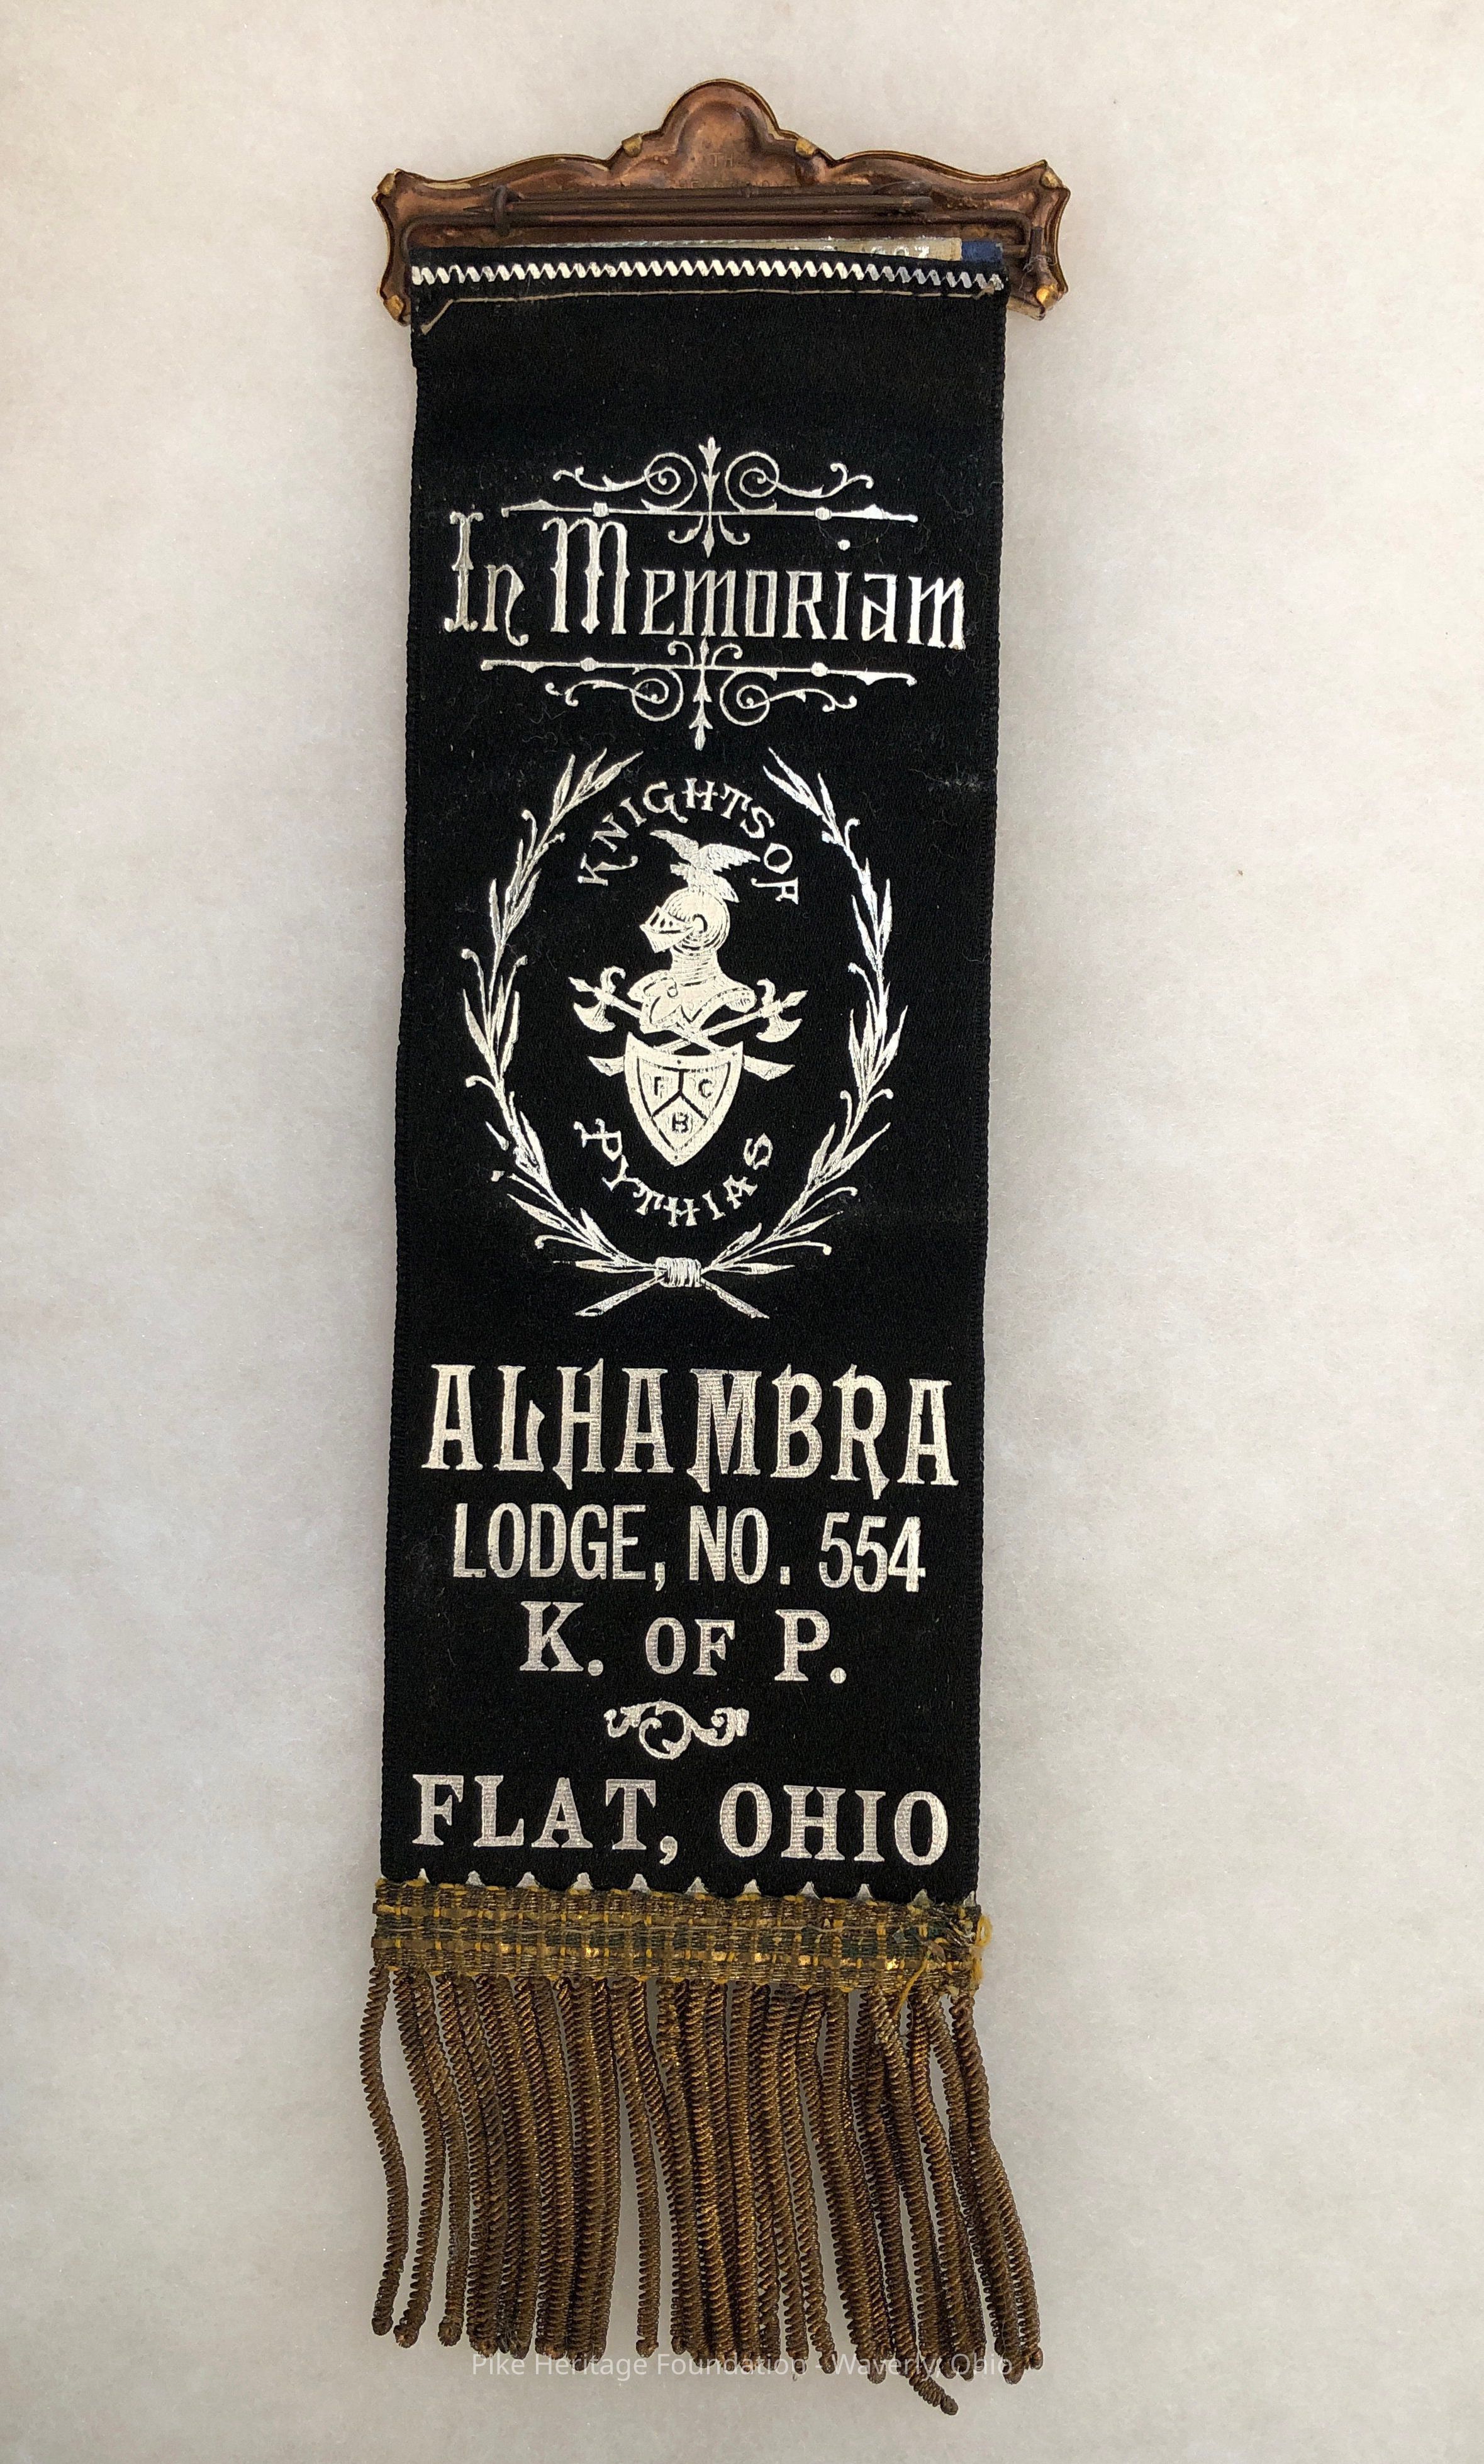 In Memoriam
KNIGHTS OF
F C
B
PYTHIAS
ALHAMBRA
LODGE, NO. 554
K. OF P.
FLAT, OHIO
Pike Heritage Foundation - Waverly, Ohio